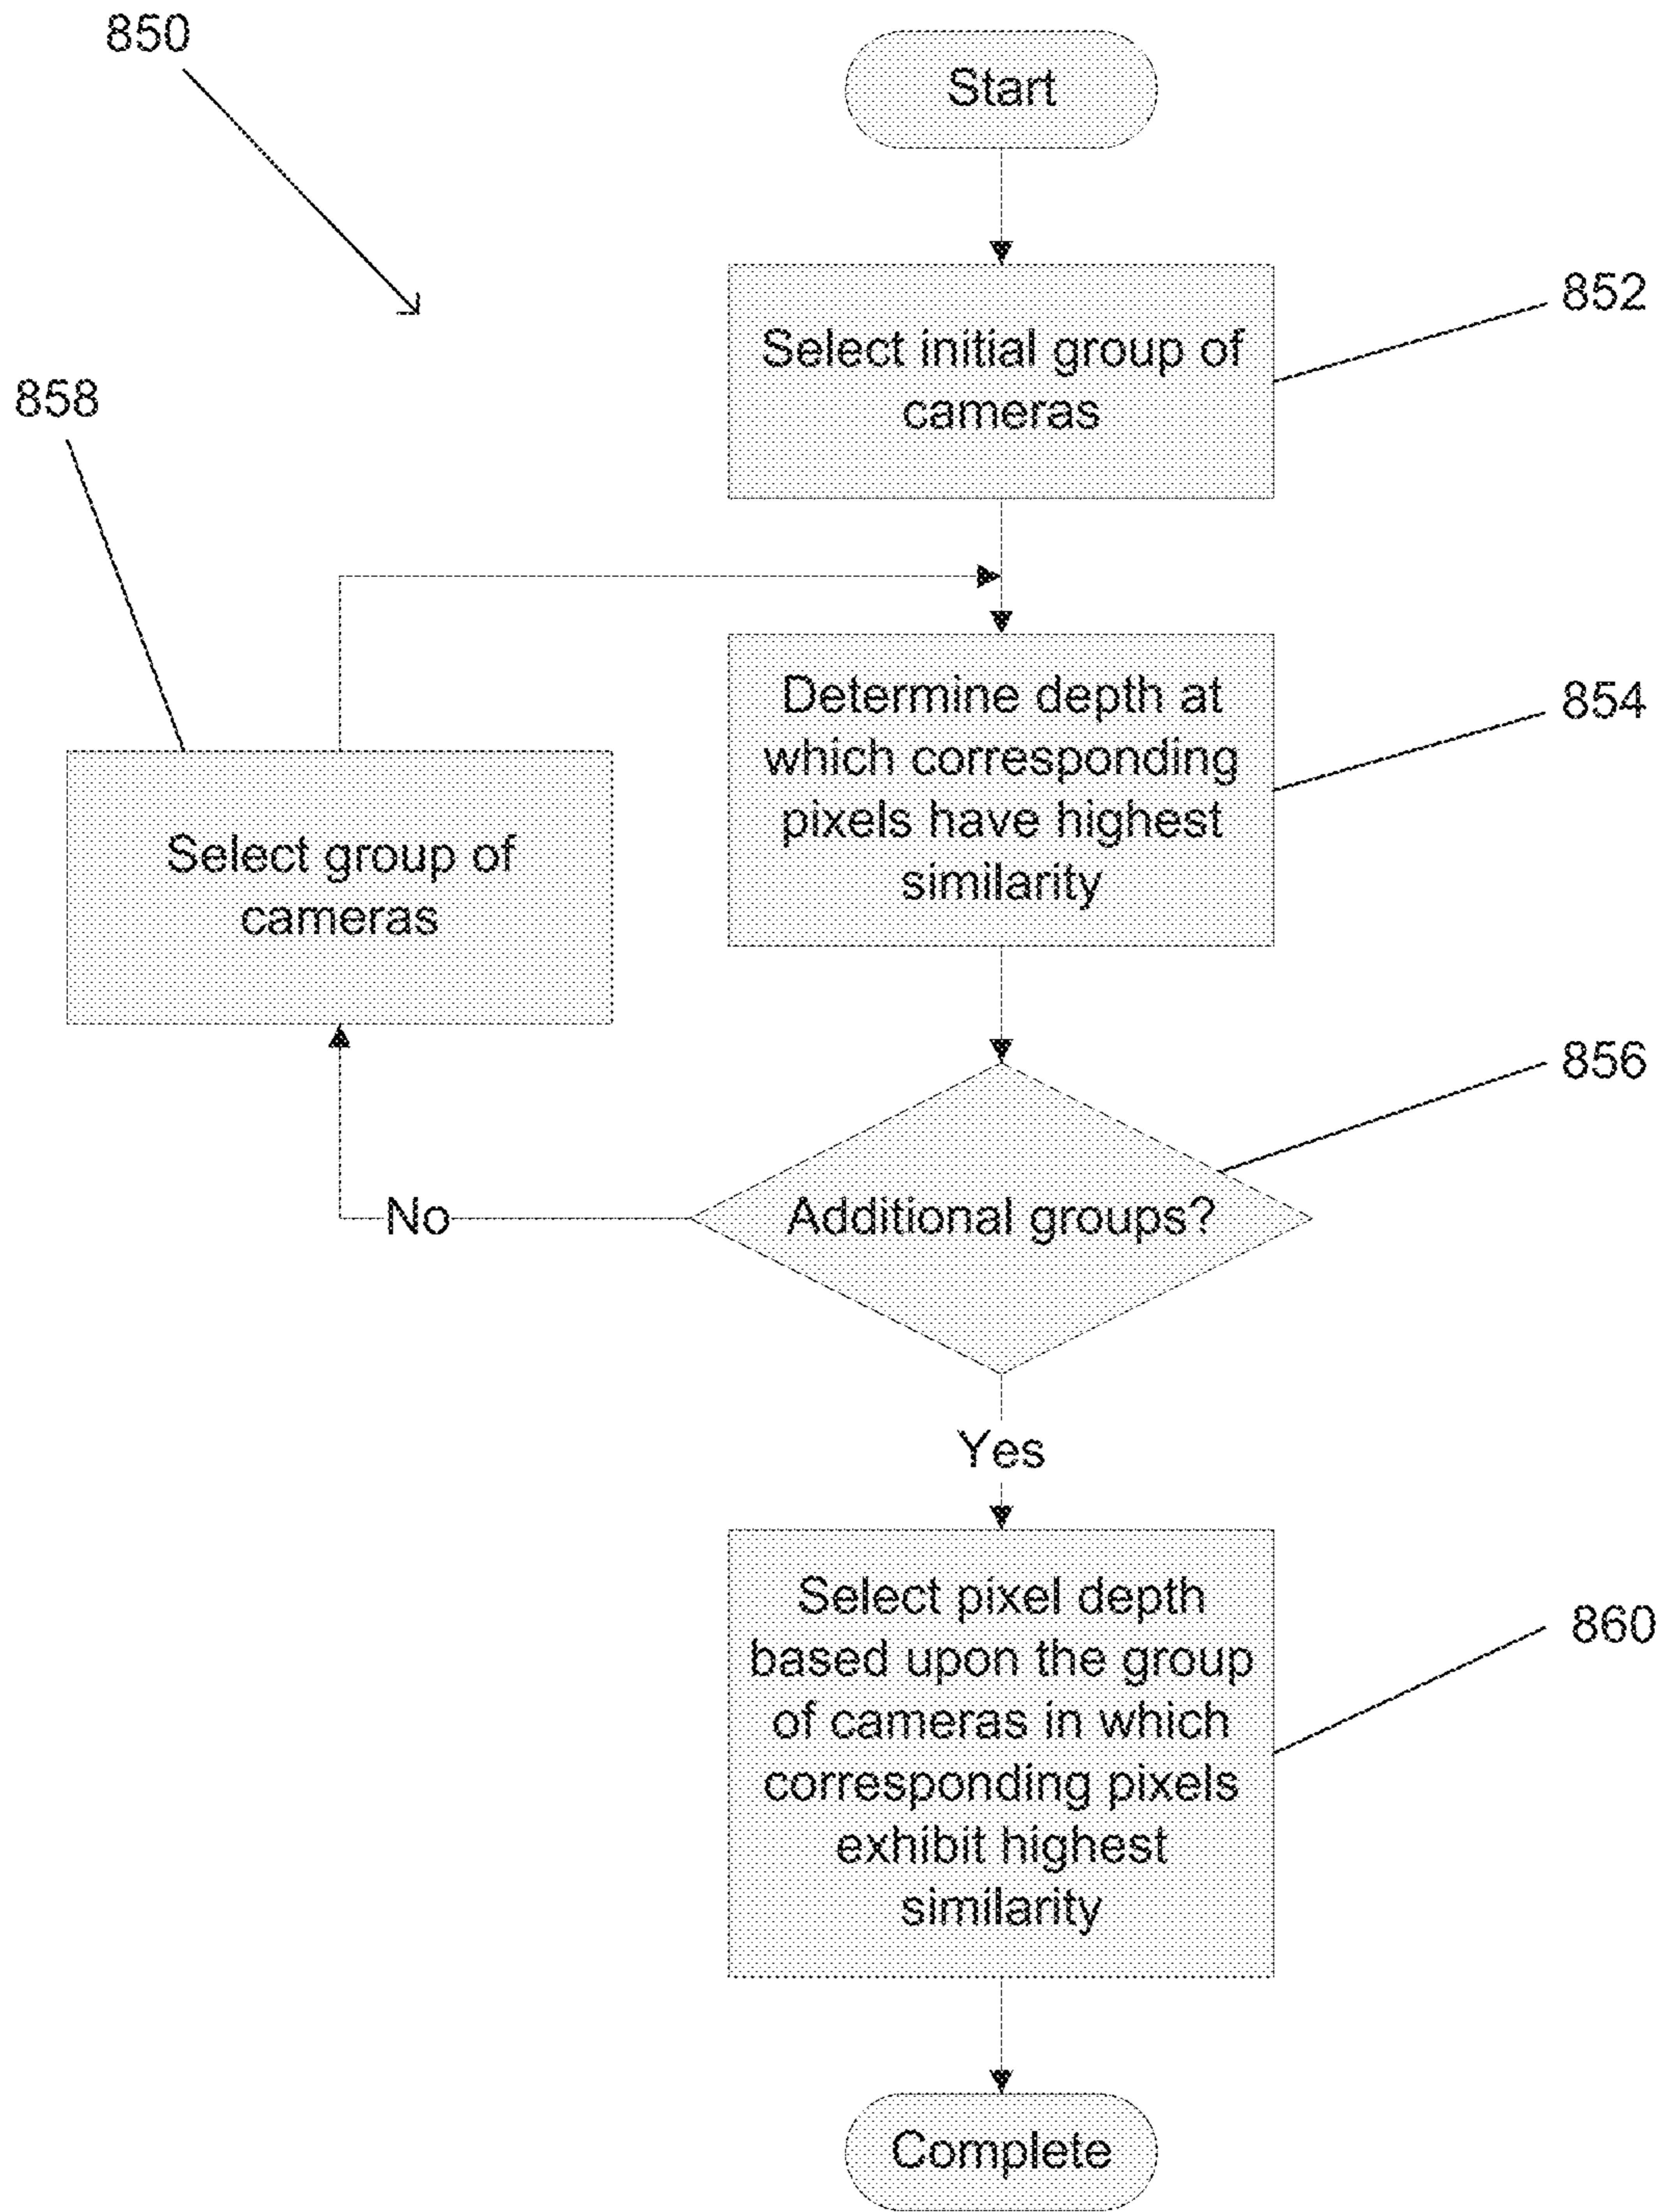 850
Start
852
Select initial group of
cameras
858
854
Determine depth at
which corresponding
pixels have highest
similarity
Select group of
cameras
856
Additional groups?
No
Yes
860
Select pixel depth
based upon the group
of cameras in which
corresponding pixels
exhibit highest
similarity
Complete